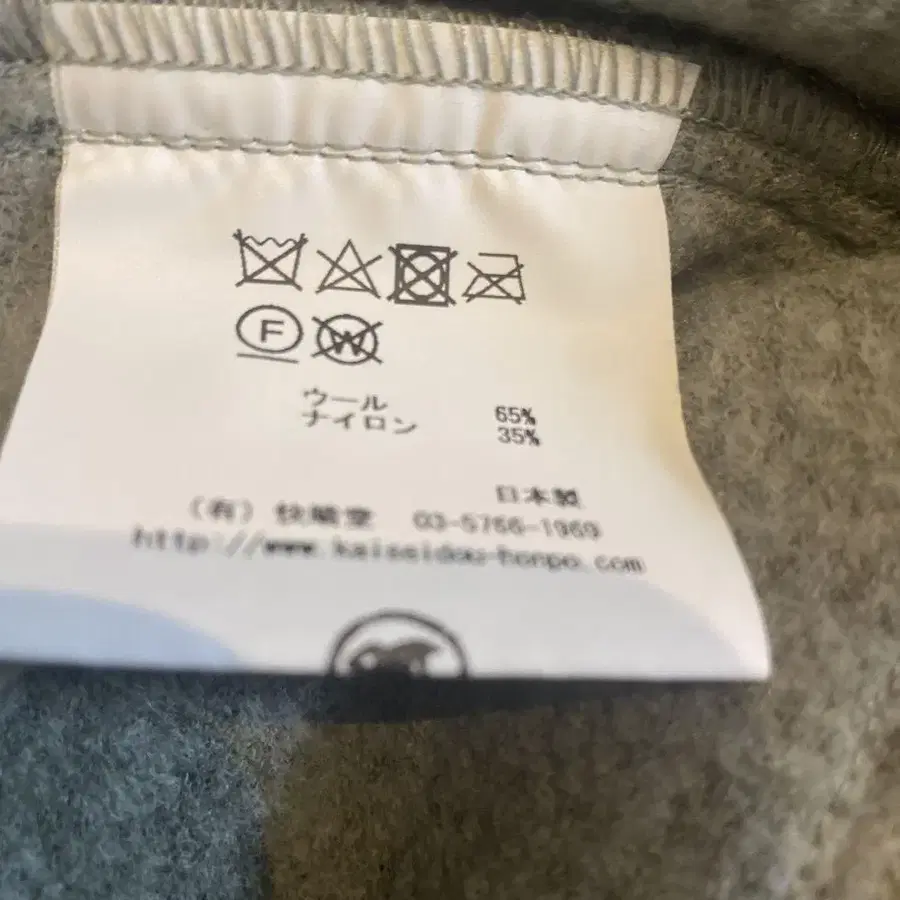 F W
ウール 65%
ナイロン 35%
日本製
(有) 快晴堂 03-5766-1969
http://www.kaiseidou-honpo.com